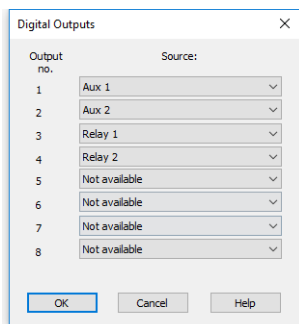 Digital Outputs
Output no. Source:
1 Aux 1
2 Aux 2
3 Relay 1
4 Relay 2
5 Not available
6 Not available
7 Not available
8 Not available
OK Cancel Help